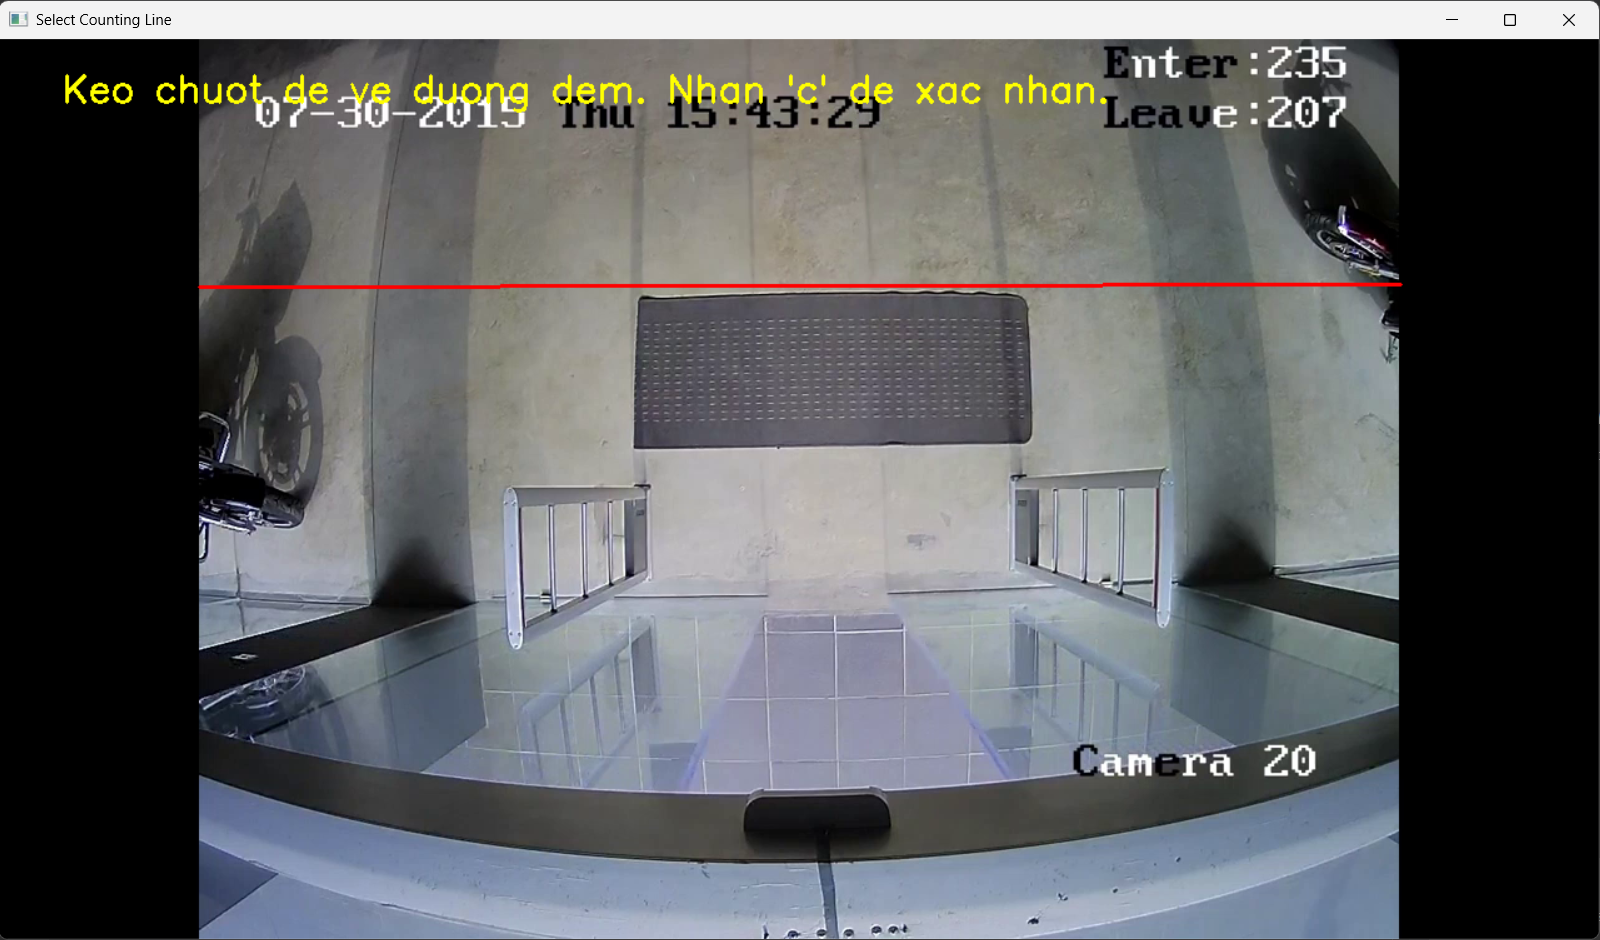 Select Counting Line
Enter:235
Keo chuot de ve duong dem. Nhan 'c' de xac nhan.
07-30-2015 Thu 15:43:29
Leave:207
Camera 20